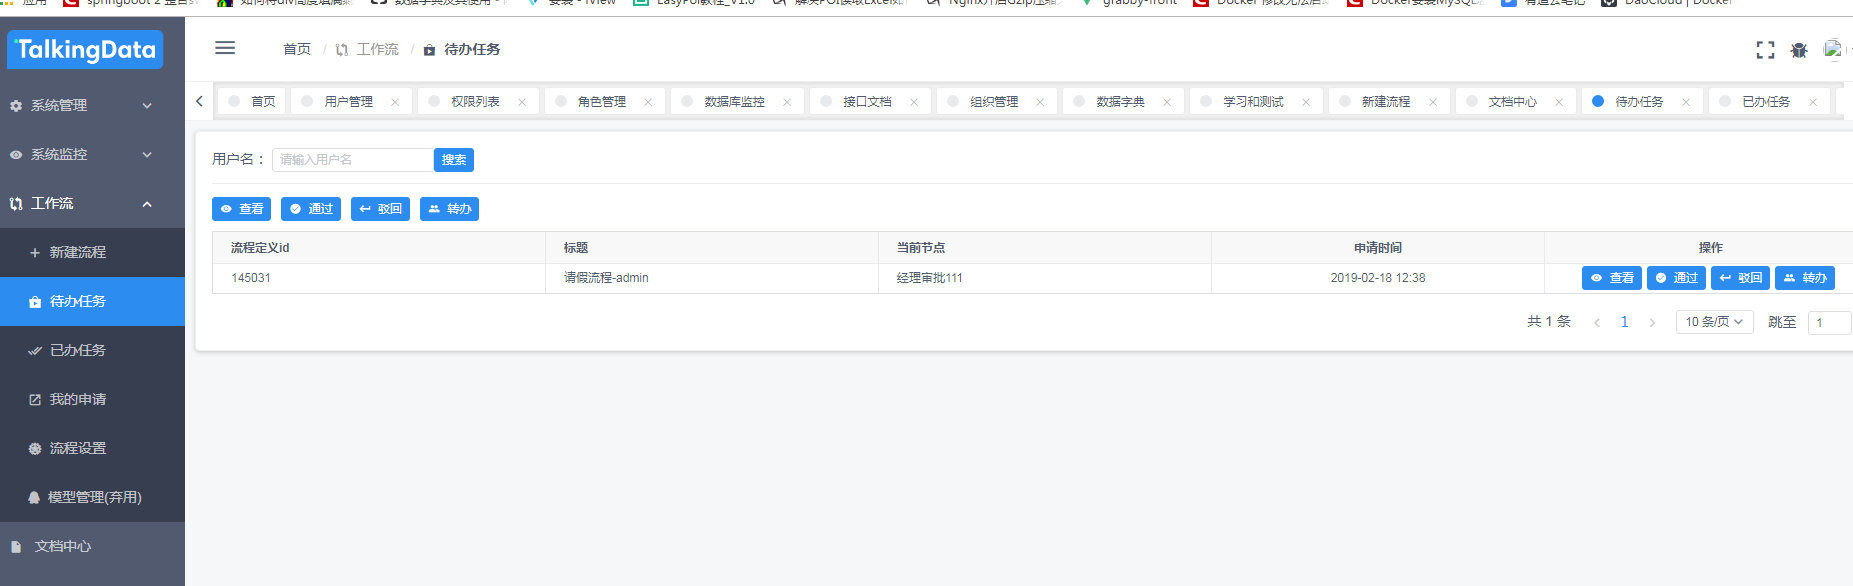 应用
springboot 2 整合s
如何将div高度填满剩
数据字典及其使用 -
安装 - iView
EasyPoi教程_V1.0
解决POI读取Excel如
Nginx开启Gzip压缩
grabby-front
Docker 修改无法启动
Docker安装MySQL
有道云笔记
DaoCloud | Docker
TalkingData
首页 / 工作流 / 待办任务
系统管理
系统监控
工作流
新建流程
待办任务
已办任务
我的申请
流程设置
模型管理(弃用)
文档中心
首页
用户管理
权限列表
角色管理
数据库监控
接口文档
组织管理
数据字典
学习和测试
新建流程
文档中心
待办任务
已办任务
用户名： 请输入用户名 搜索
查看 通过 驳回 转办
流程定义id 标题 当前节点 申请时间 操作
145031 请假流程-admin 经理审批111 2019-02-18 12:38 查看 通过 驳回 转办
共 1 条 1 10 条/页 跳至 1